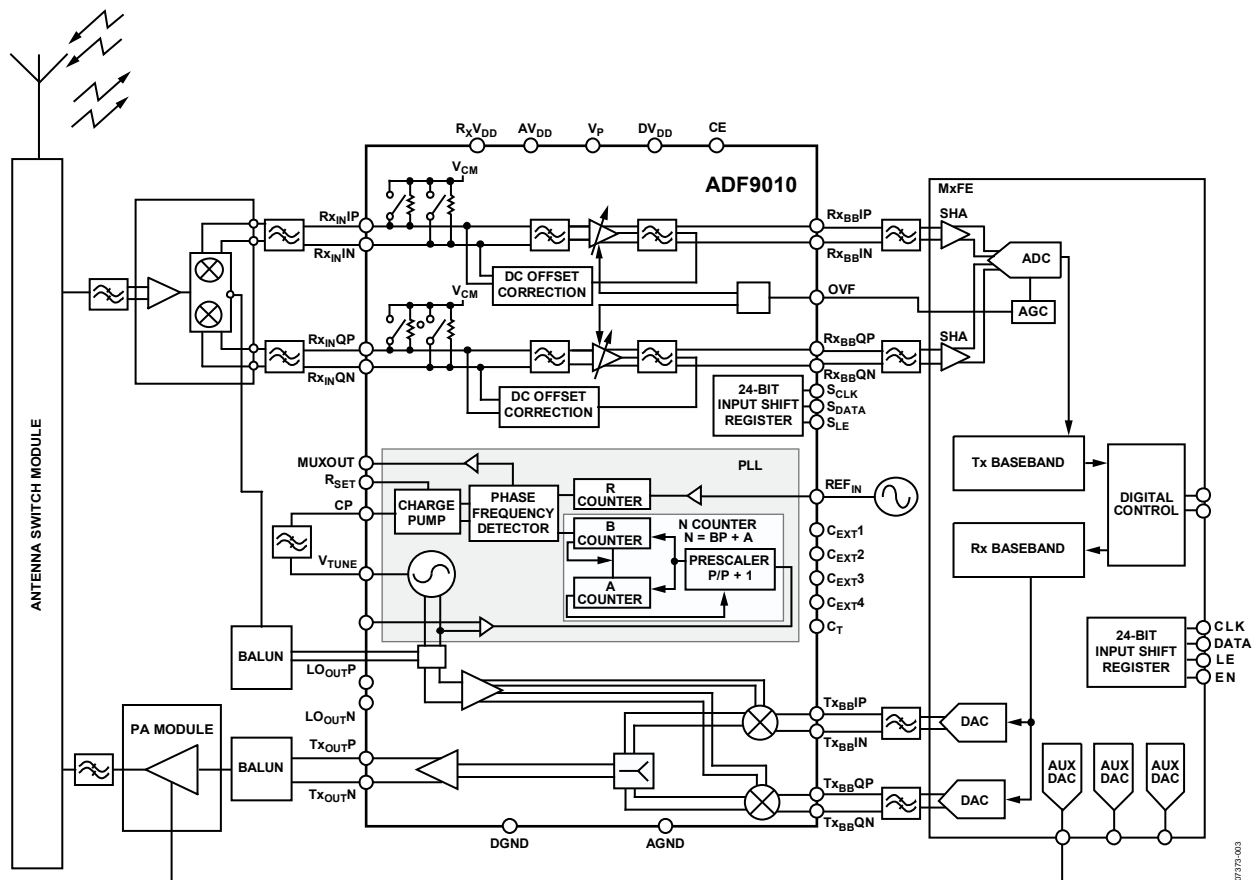 RXVDD AVDD VP DVDD CE
VCM
ADF9010
MxFE
RxINIP
RxININ
RxBBIP
RxBBIN
SHA
ADC
DC OFFSET
CORRECTION
VCM
OVF
AGC
RxINQP
RxINQN
RxBBQP
RxBBQN
SHA
DC OFFSET
CORRECTION
24-BIT
INPUT SHIFT
REGISTER
SCLK
SDATA
SLE
ANTENNA SWITCH MODULE
MUXOUT
RSET
CP
VTUNE
PLL
CHARGE
PUMP
PHASE
FREQUENCY
DETECTOR
R
COUNTER
B
COUNTER
A
COUNTER
N COUNTER
N = BP + A
PRESCALER
P/P + 1
REFIN
CEXT1
CEXT2
CEXT3
CEXT4
CT
Tx BASEBAND
Rx BASEBAND
DIGITAL
CONTROL
24-BIT
INPUT SHIFT
REGISTER
CLK
DATA
LE
EN
BALUN
LOOUTP
LOOUTN
PA MODULE
BALUN
TxOUTP
TxOUTN
TxBBIP
TxBBIN
TxBBQP
TxBBQN
DAC
DAC
AUX
DAC
AUX
DAC
AUX
DAC
DGND AGND
07373-003